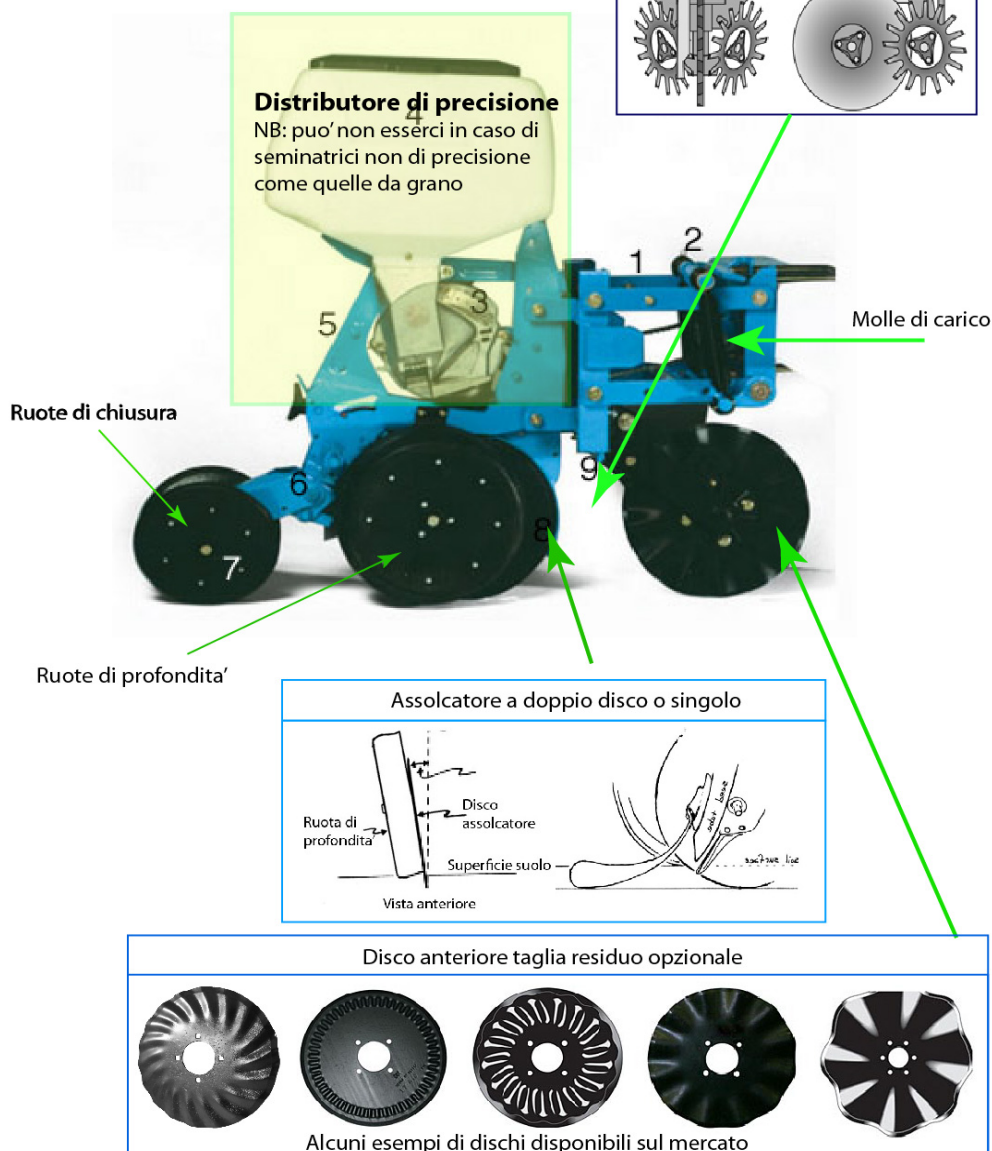 Distributore di precisione
4
NB: puo' non esserci in caso di
seminatrici non di precisione
come quelle da grano
2
1
3
5
Molle di carico
Ruote di chiusura
9
6
8
7
Ruote di profondita'
Assolcatore a doppio disco o singolo
Ruota di
profondita'
Disco
assolcatore
Superficie suolo
Vista anteriore
Disco anteriore taglia residuo opzionale
Alcuni esempi di dischi disponibili sul mercato